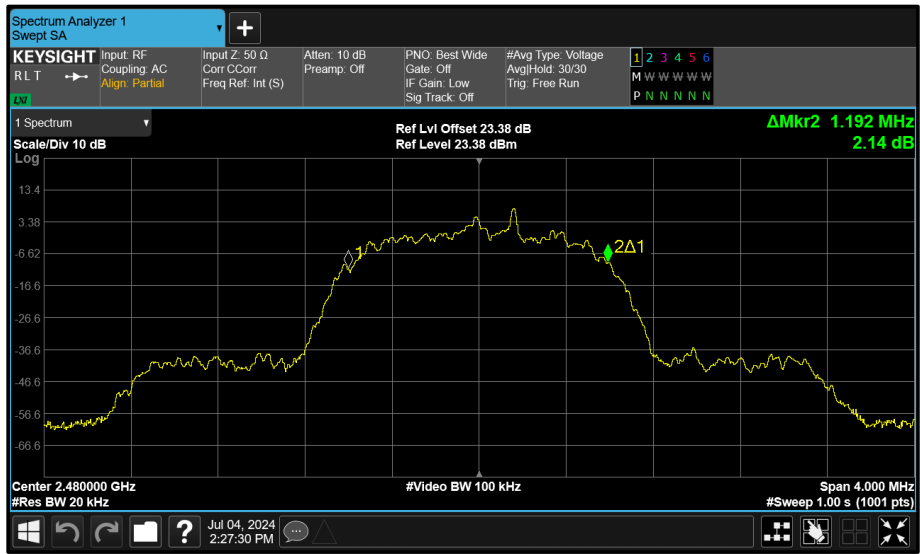 Spectrum Analyzer 1
Swept SA
+
KEYSIGHT
R L T
LXI
Input: RF
Coupling: AC
Align: Partial
Input Z: 50 Ω
Corr CCorr
Freq Ref: Int (S)
Atten: 10 dB
Preamp: Off
PNO: Best Wide
Gate: Off
IF Gain: Low
Sig Track: Off
#Avg Type: Voltage
Avg|Hold: 30/30
Trig: Free Run
1 2 3 4 5 6
M W W W W W
P N N N N N
1 Spectrum
Scale/Div 10 dB
Log
Ref Lvl Offset 23.38 dB
Ref Level 23.38 dBm
ΔMkr2 1.192 MHz
2.14 dB
13.4
3.38
-6.62
-16.6
-26.6
-36.6
-46.6
-56.6
-66.6
1
2Δ1
Center 2.480000 GHz
#Res BW 20 kHz
#Video BW 100 kHz
Span 4.000 MHz
#Sweep 1.00 s (1001 pts)
?
Jul 04, 2024
2:27:30 PM